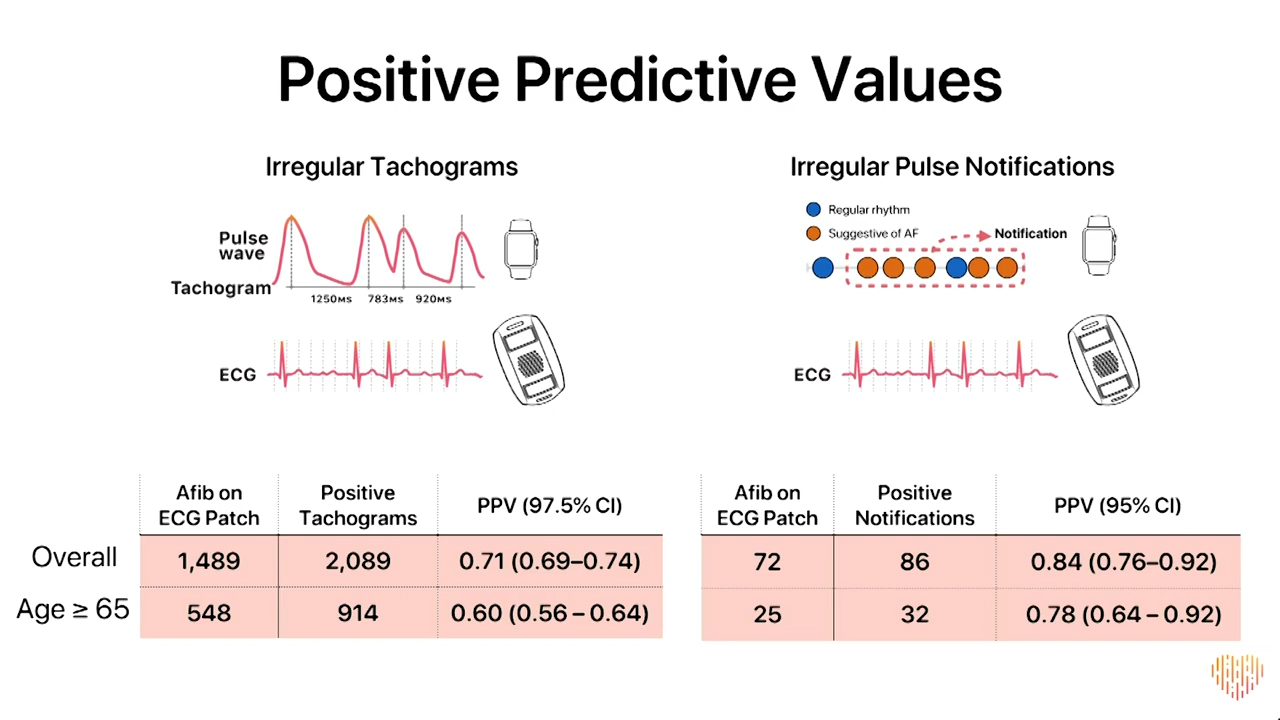 Positive Predictive Values
Irregular Tachograms
Pulse
wave
Tachogram
1250MS 783MS 920MS
ECG
Irregular Pulse Notifications
Regular rhythm
Suggestive of AF
Notification
ECG
Afib on
ECG Patch
Positive
Tachograms
PPV (97.5% CI)
Overall 1,489 2,089 0.71 (0.69–0.74)
Age ≥ 65 548 914 0.60 (0.56 – 0.64)
Afib on
ECG Patch
Positive
Notifications
PPV (95% CI)
72 86 0.84 (0.76–0.92)
25 32 0.78 (0.64 – 0.92)